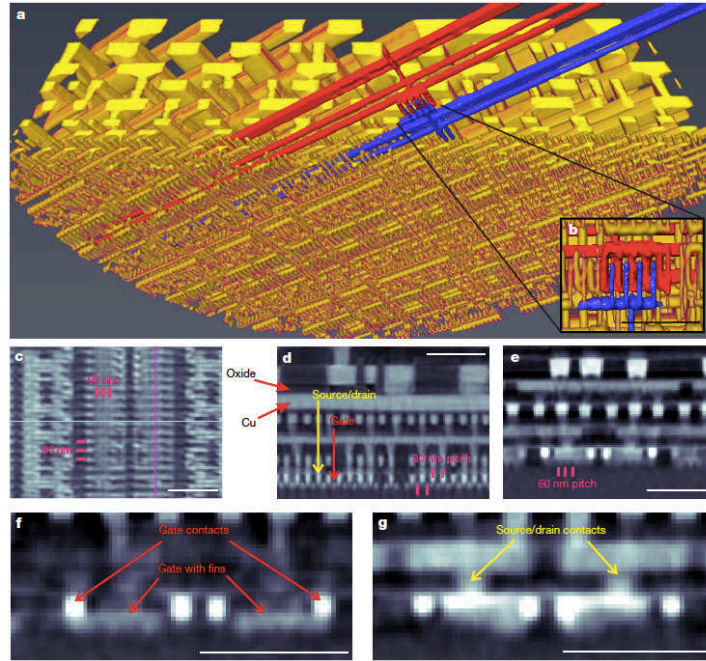 a
b
c
90 nm
80 nm
d
Oxide
Cu
Source/drain
Gate
90 nm pitch
e
60 nm pitch
f
Gate contacts
Gate with fins
g
Source/drain contacts